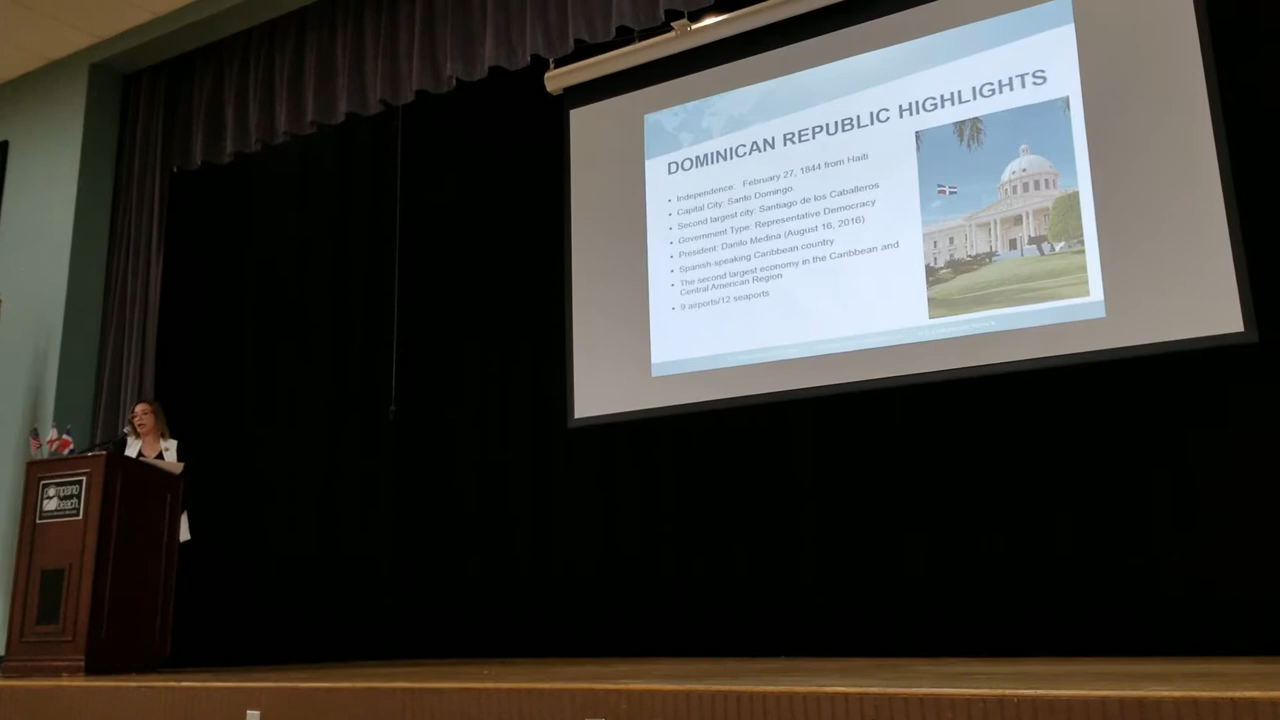 DOMINICAN REPUBLIC HIGHLIGHTS
• Independence: February 27, 1844 from Haiti
• Capital City: Santo Domingo.
• Second largest city: Santiago de los Caballeros
• Government Type: Representative Democracy
• President: Danilo Medina (August 16, 2016)
• Spanish-speaking Caribbean country
• The second largest economy in the Caribbean and
Central American Region
• 9 airports/12 seaports
pompano
beach